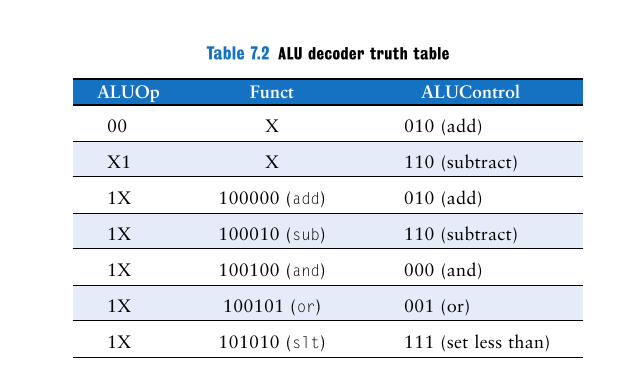 Table 7.2 ALU decoder truth table
ALUOp Funct ALUControl
00 X 010 (add)
X1 X 110 (subtract)
1X 100000 (add) 010 (add)
1X 100010 (sub) 110 (subtract)
1X 100100 (and) 000 (and)
1X 100101 (or) 001 (or)
1X 101010 (slt) 111 (set less than)